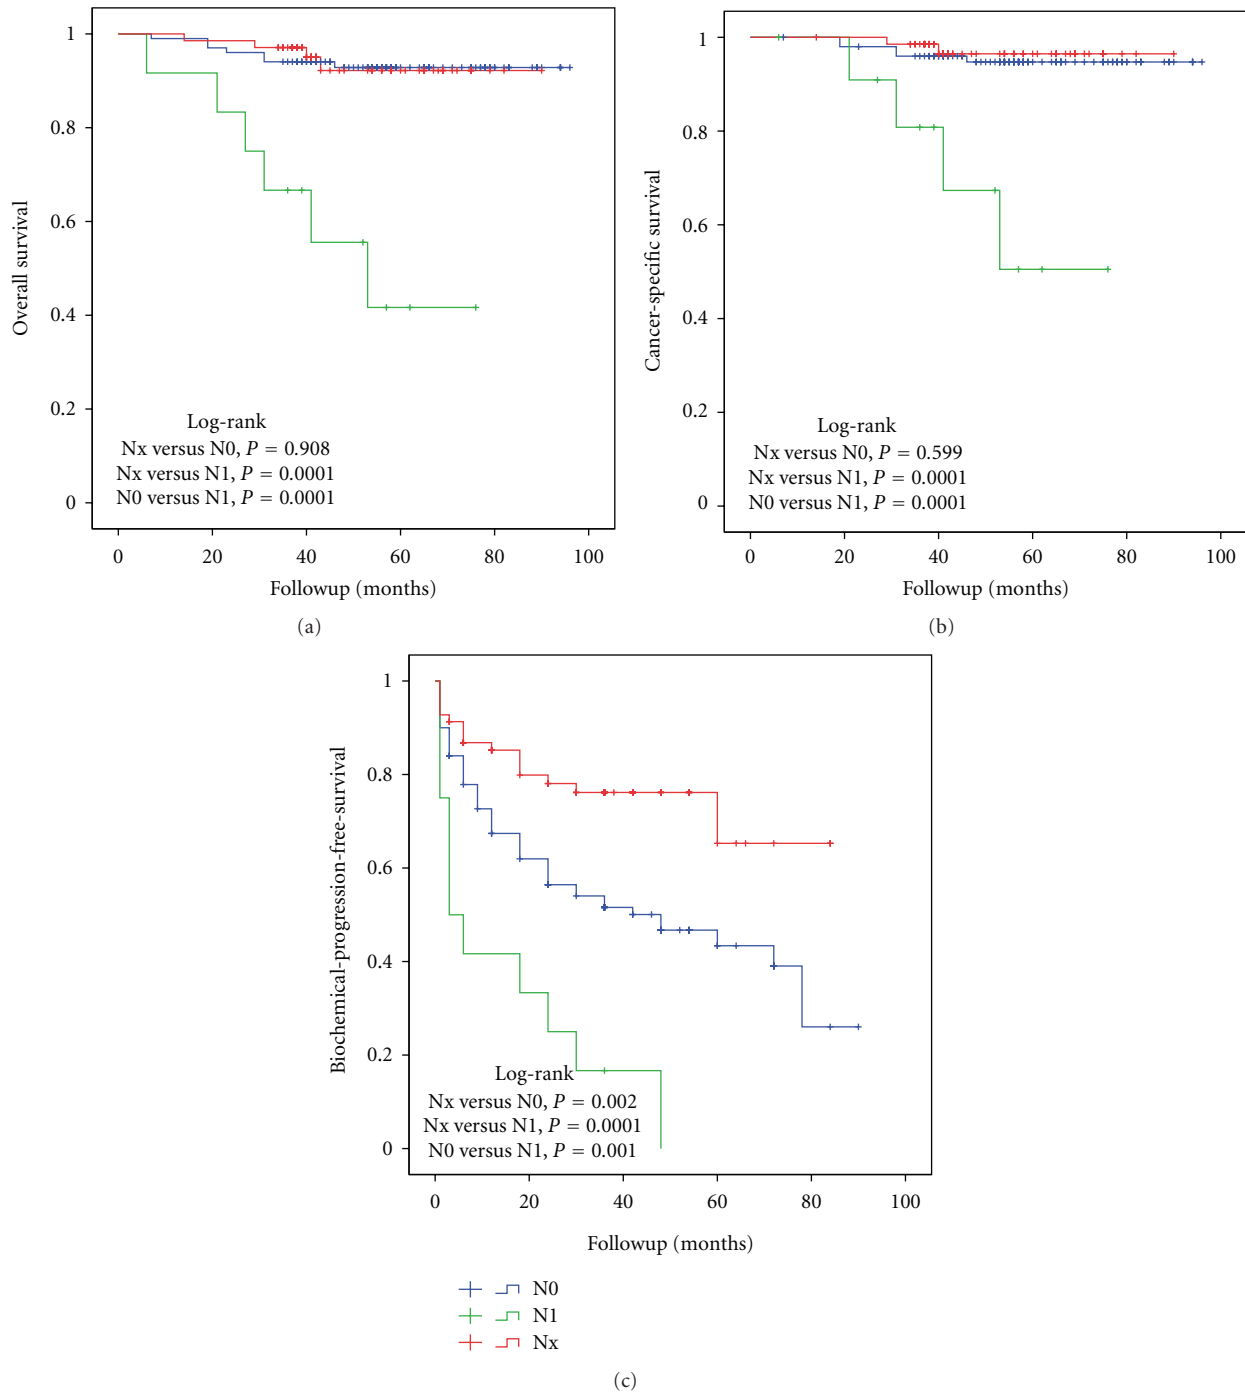 1
0.8
0.6
0.4
0.2
0
Overall survival
Log-rank
Nx versus N0, P = 0.908
Nx versus N1, P = 0.0001
N0 versus N1, P = 0.0001
0 20 40 60 80 100
Followup (months)
(a)
1
0.8
0.6
0.4
0.2
0
Cancer-specific survival
Log-rank
Nx versus N0, P = 0.599
Nx versus N1, P = 0.0001
N0 versus N1, P = 0.0001
0 20 40 60 80 100
Followup (months)
(b)
1
0.8
0.6
0.4
0.2
0
Biochemical-progression-free-survival
Log-rank
Nx versus N0, P = 0.002
Nx versus N1, P = 0.0001
N0 versus N1, P = 0.001
0 20 40 60 80 100
Followup (months)
N0
N1
Nx
(c)